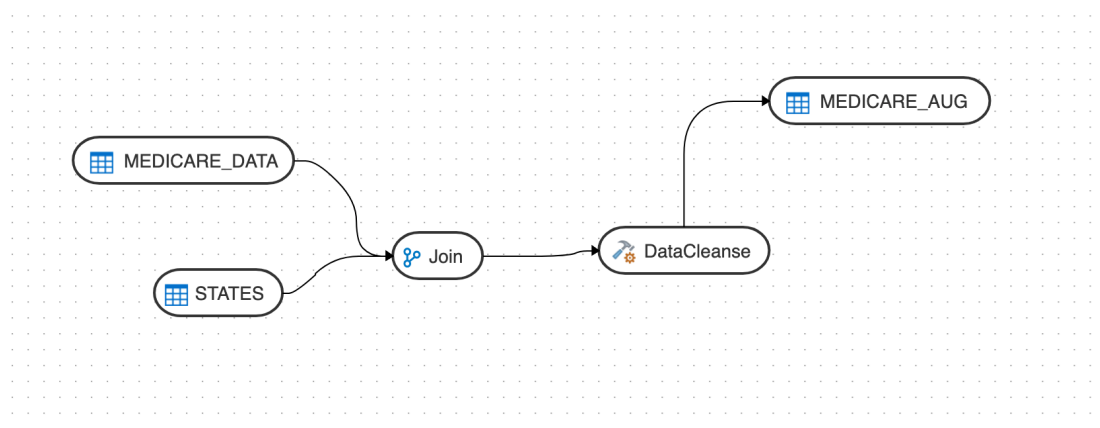 MEDICARE_AUG
MEDICARE_DATA
Join
DataCleanse
STATES